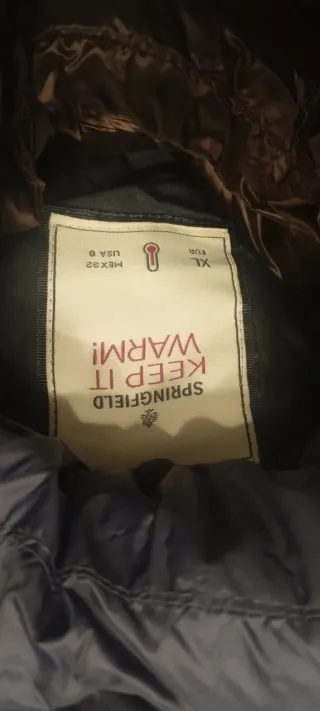 SPRINGFIELD
KEEP IT
WARM!
XL EUR
MEX32
USA 8